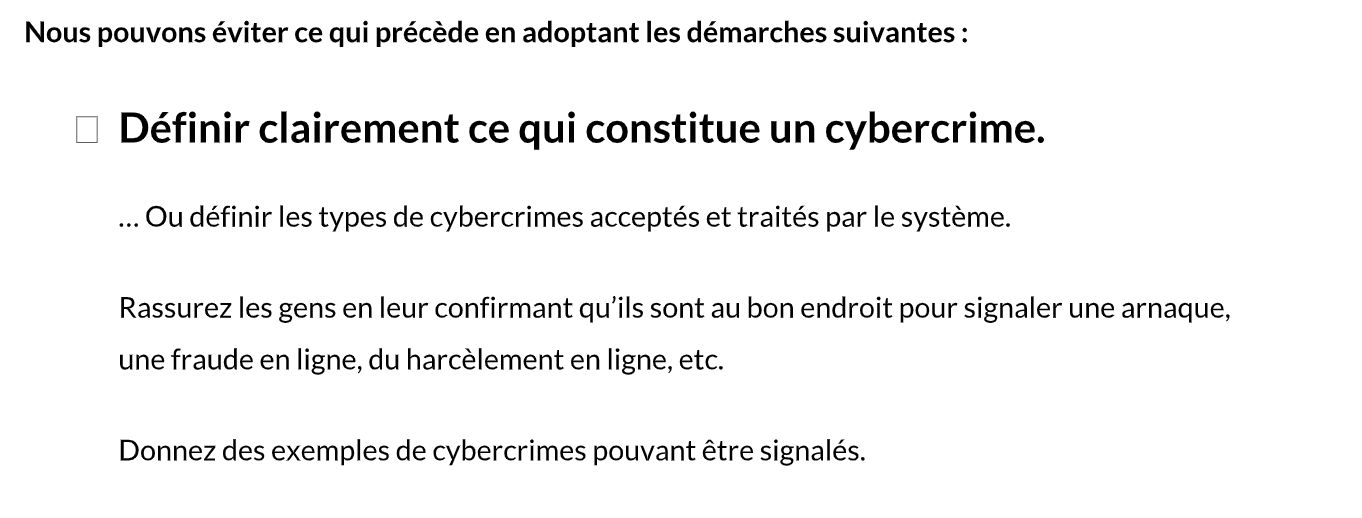 Nous pouvons éviter ce qui précède en adoptant les démarches suivantes :
Définir clairement ce qui constitue un cybercrime.
... Ou définir les types de cybercrimes acceptés et traités par le système.
Rassurez les gens en leur confirmant qu’ils sont au bon endroit pour signaler une arnaque,
une fraude en ligne, du harcèlement en ligne, etc.
Donnez des exemples de cybercrimes pouvant être signalés.